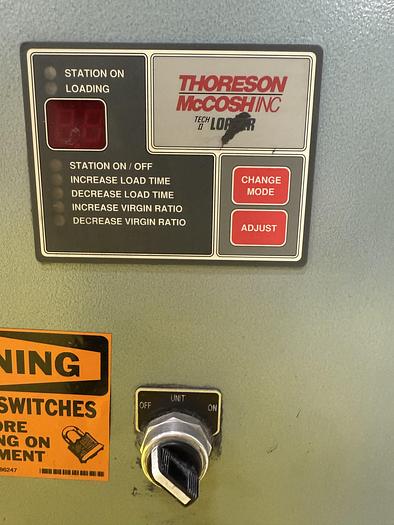 STATION ON
LOADING
THORESON
McCOSH INC
TECH
STATION ON / OFF
INCREASE LOAD TIME
DECREASE LOAD TIME
INCREASE VIRGIN RATIO
DECREASE VIRGIN RATIO
CHANGE
MODE
ADJUST
NING
SWITCHES
ORE
NG ON
MENT
86247
UNIT
OFF
ON